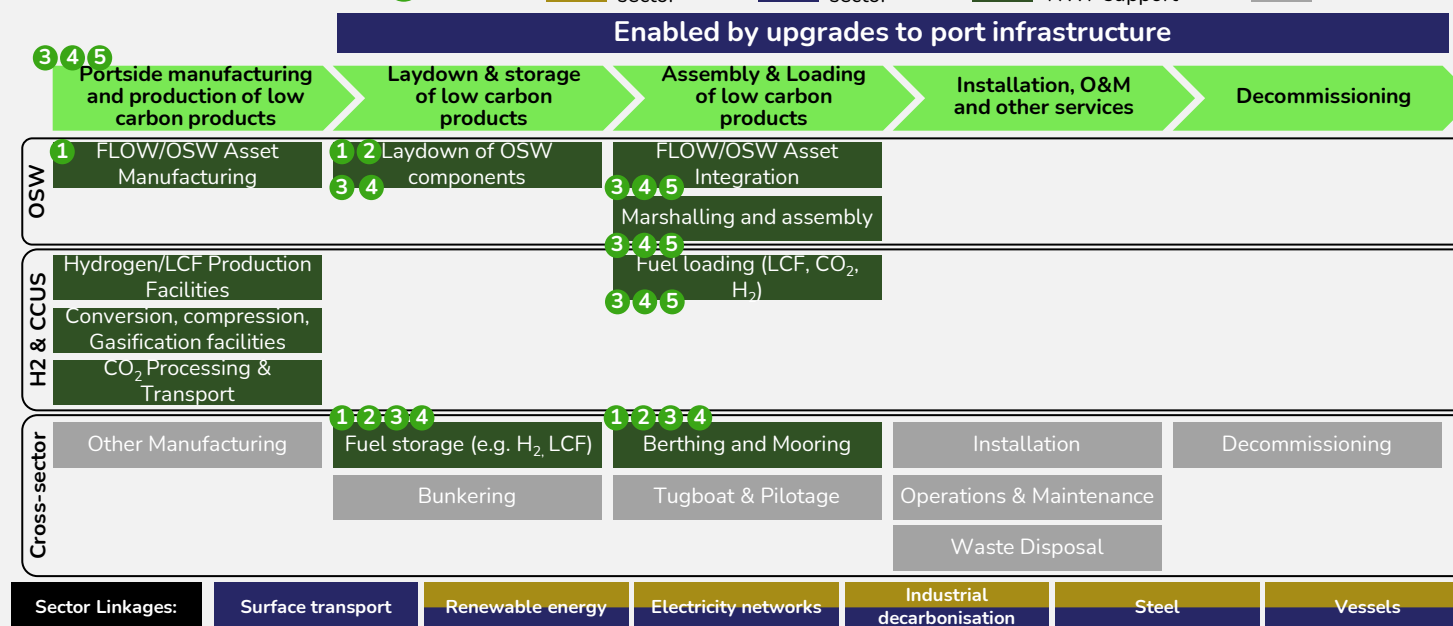 Enabled by upgrades to port infrastructure
3 4 5
Portside manufacturing
and production of low
carbon products
Laydown & storage
of low carbon
products
Assembly & Loading
of low carbon
products
Installation, O&M
and other services
Decommissioning
OSW
1
FLOW/OSW Asset
Manufacturing
1 2
Laydown of OSW
components
3 4
FLOW/OSW Asset
Integration
3 4 5
Marshalling and assembly
3 4 5
H2 & CCUS
Hydrogen/LCF Production
Facilities
Conversion, compression,
Gasification facilities
CO2 Processing &
Transport
Fuel loading (LCF, CO2,
H2)
3 4 5
Cross-sector
Other Manufacturing
1 2 3 4
Fuel storage (e.g. H2, LCF)
Bunkering
1 2 3 4
Berthing and Mooring
Tugboat & Pilotage
Installation
Operations & Maintenance
Waste Disposal
Decommissioning
Sector Linkages:
Surface transport
Renewable energy
Electricity networks
Industrial
decarbonisation
Steel
Vessels